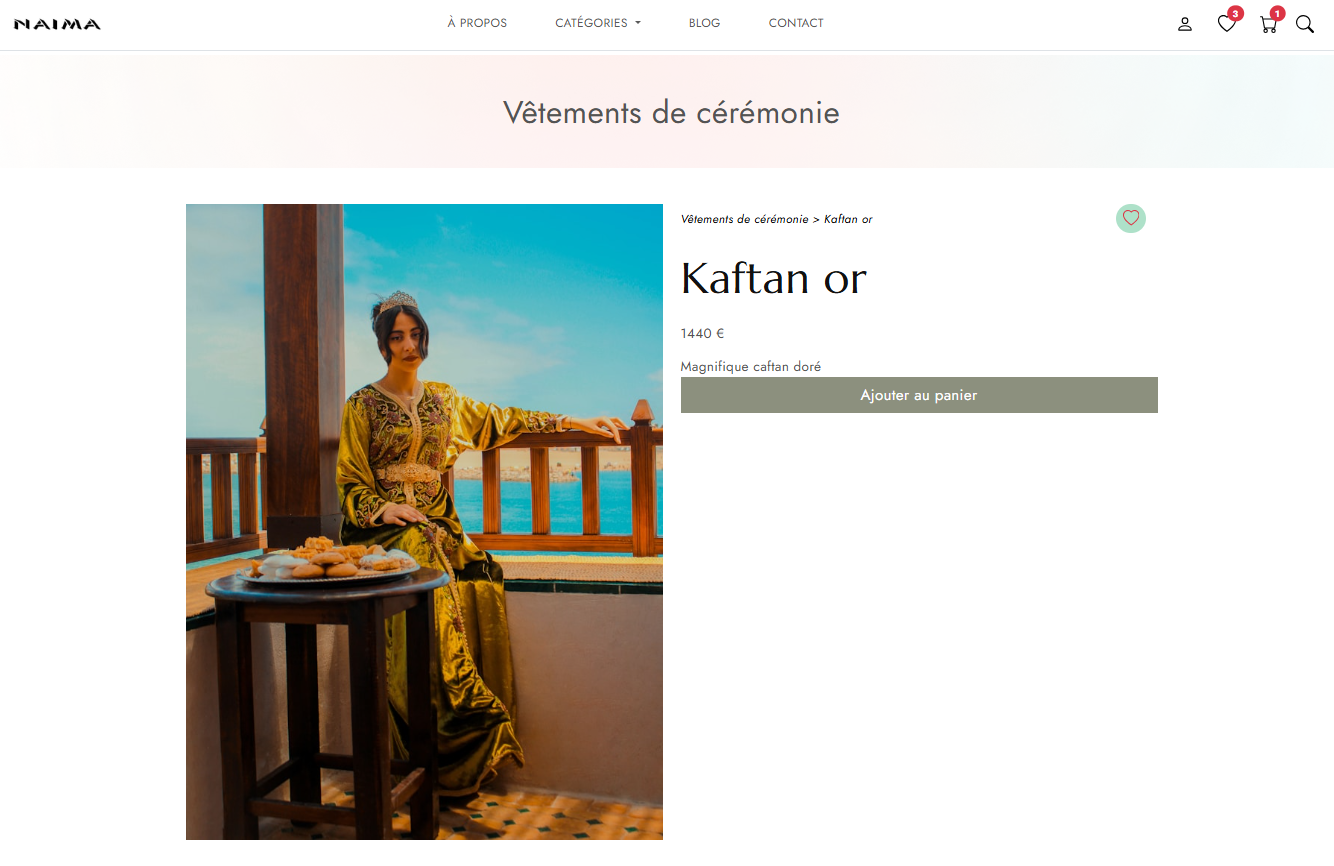 NAIMA
À PROPOS
CATÉGORIES
BLOG
CONTACT
3
1
Vêtements de cérémonie
Vêtements de cérémonie > Kaftan or
Kaftan or
1440 €
Magnifique caftan doré
Ajouter au panier